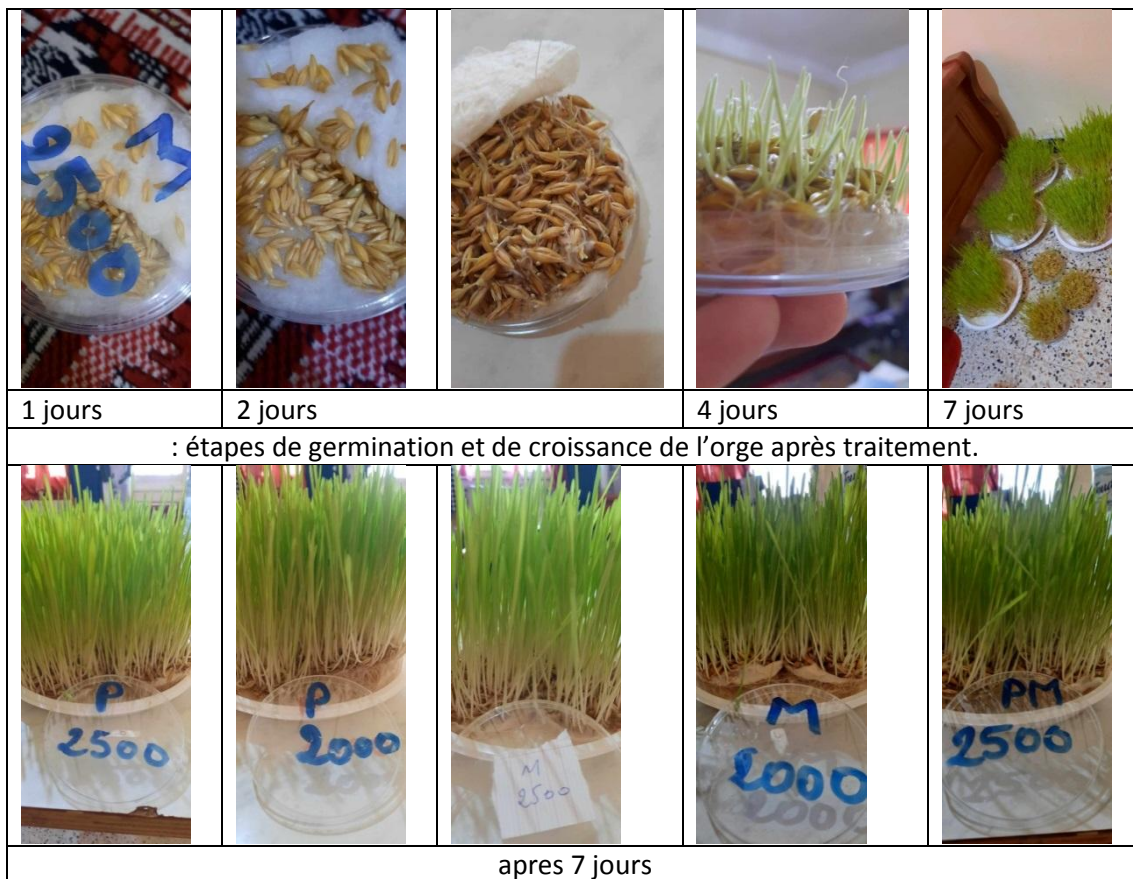 M
2500
1 jours
2 jours
4 jours
7 jours
: étapes de germination et de croissance de l'orge après traitement.
P
2500
P
2000
M
2500
M
2000
PM
2500
apres 7 jours